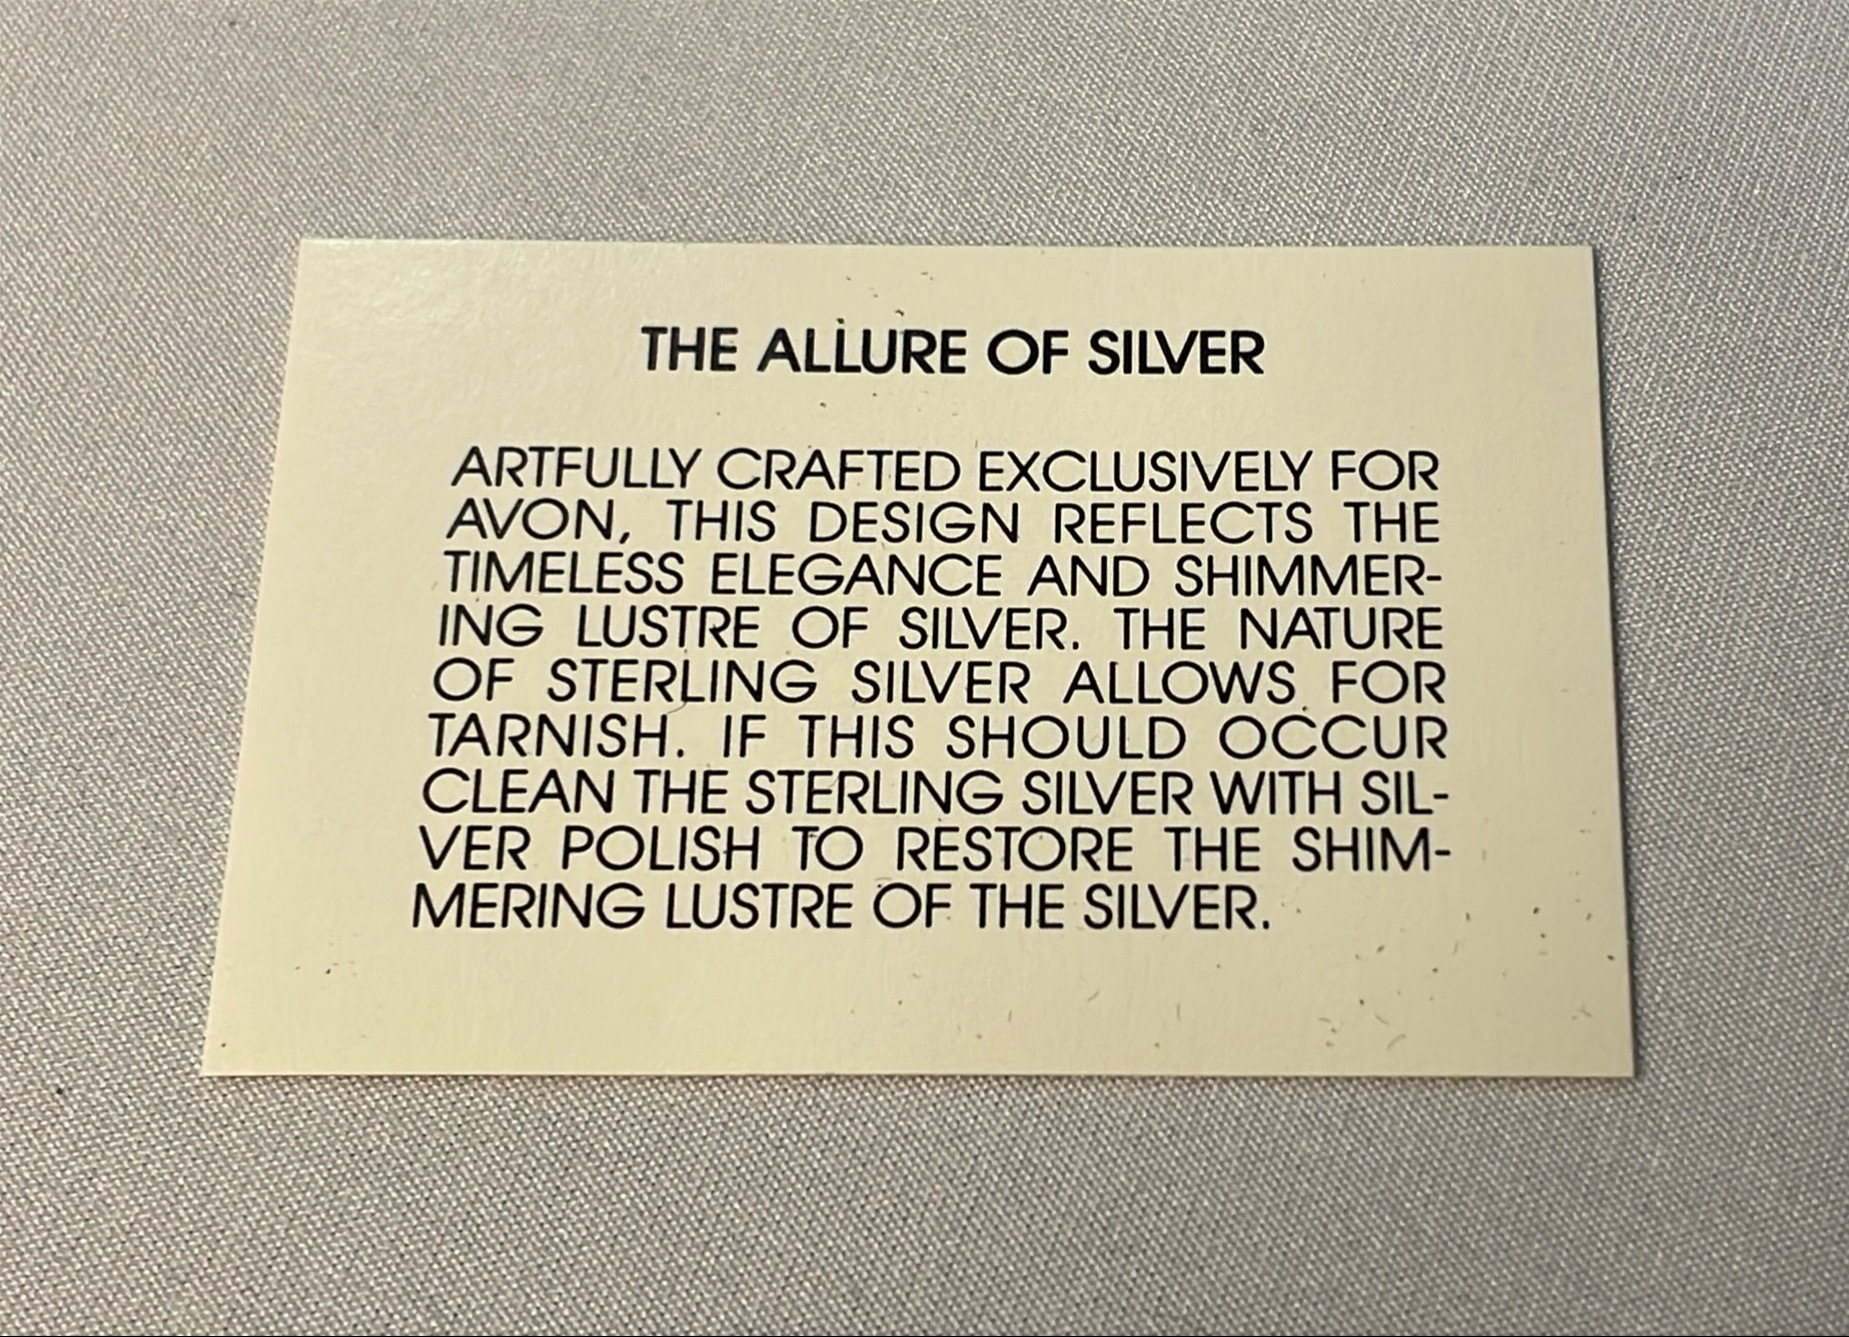 THE ALLURE OF SILVER
ARTFULLY CRAFTED EXCLUSIVELY FOR
AVON, THIS DESIGN REFLECTS THE
TIMELESS ELEGANCE AND SHIMMER-
ING LUSTRE OF SILVER. THE NATURE
OF STERLING SILVER ALLOWS FOR
TARNISH. IF THIS SHOULD OCCUR
CLEAN THE STERLING SILVER WITH SIL-
VER POLISH TO RESTORE THE SHIM-
MERING LUSTRE OF THE SILVER.